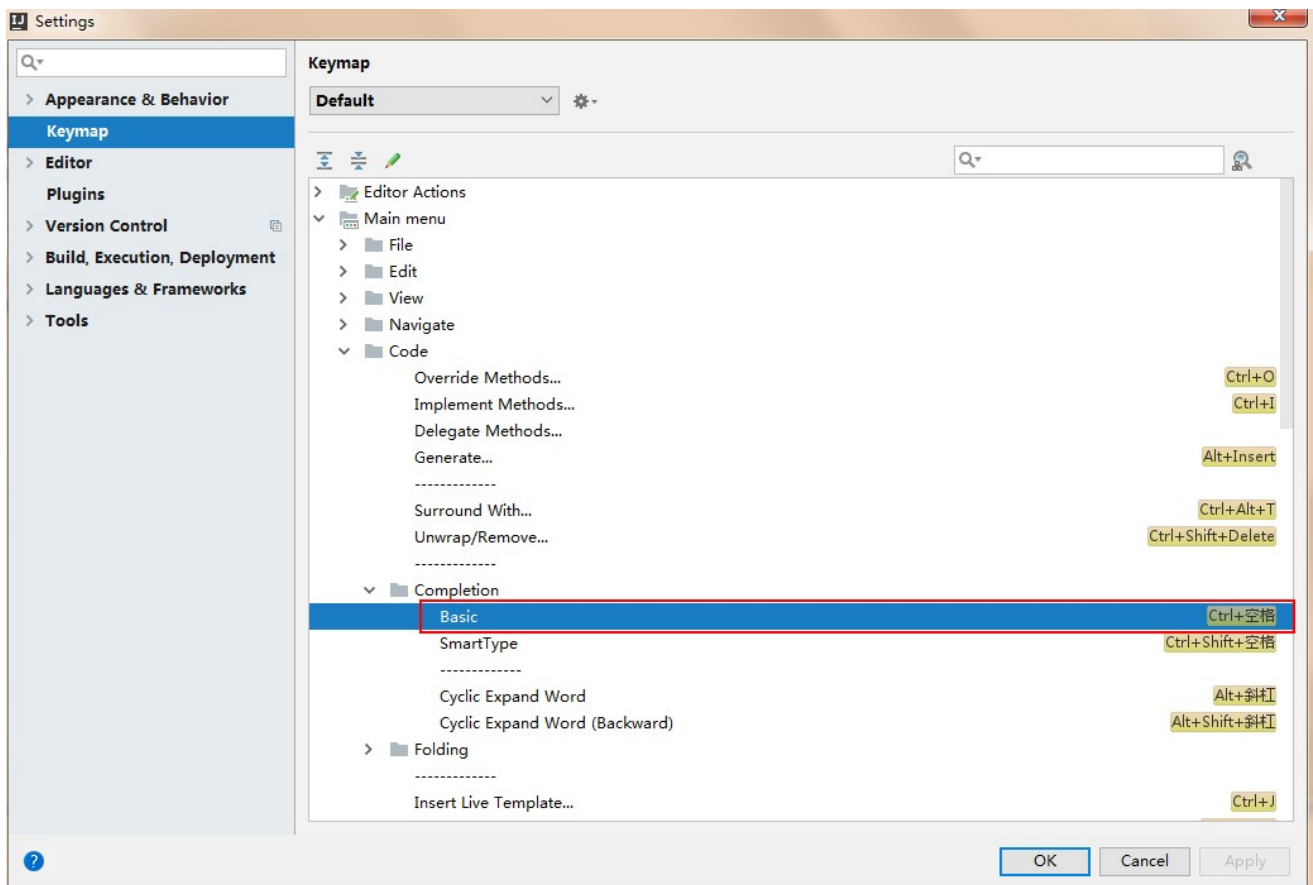 IJ Settings
Appearance & Behavior
Keymap
Editor
Plugins
Version Control
Build, Execution, Deployment
Languages & Frameworks
Tools
Keymap
Default
Editor Actions
Main menu
File
Edit
View
Navigate
Code
Override Methods... Ctrl+O
Implement Methods... Ctrl+I
Delegate Methods...
Generate... Alt+Insert
-------------
Surround With... Ctrl+Alt+T
Unwrap/Remove... Ctrl+Shift+Delete
-------------
Completion
Basic Ctrl+空格
SmartType Ctrl+Shift+空格
-------------
Cyclic Expand Word Alt+斜杠
Cyclic Expand Word (Backward) Alt+Shift+斜杠
Folding
-------------
Insert Live Template... Ctrl+J
? OK Cancel Apply